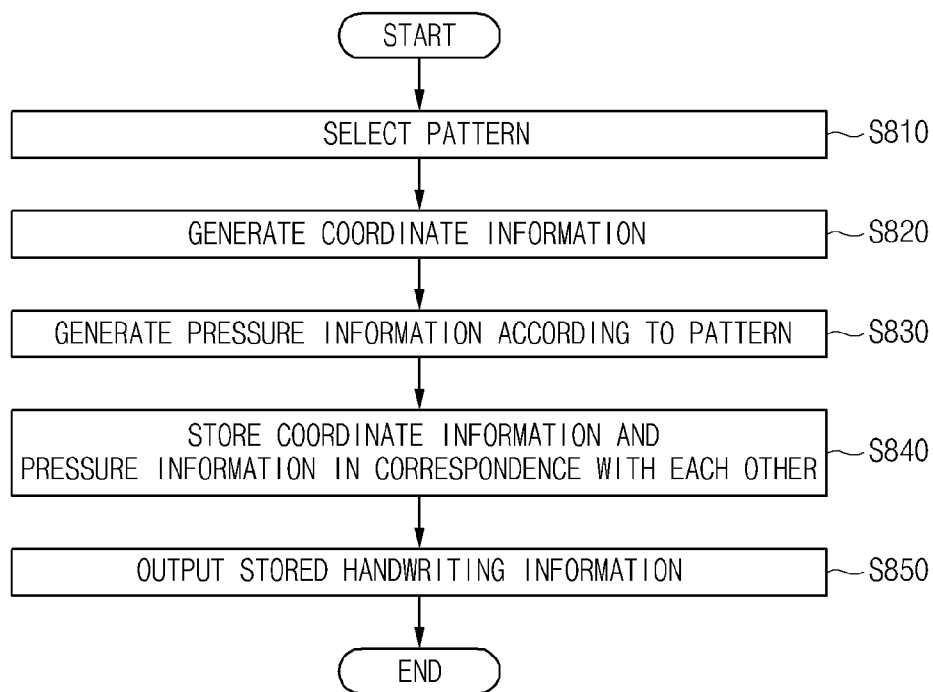 START
SELECT PATTERN
S810
GENERATE COORDINATE INFORMATION
S820
GENERATE PRESSURE INFORMATION ACCORDING TO PATTERN
S830
STORE COORDINATE INFORMATION AND
PRESSURE INFORMATION IN CORRESPONDENCE WITH EACH OTHER
S840
OUTPUT STORED HANDWRITING INFORMATION
S850
END